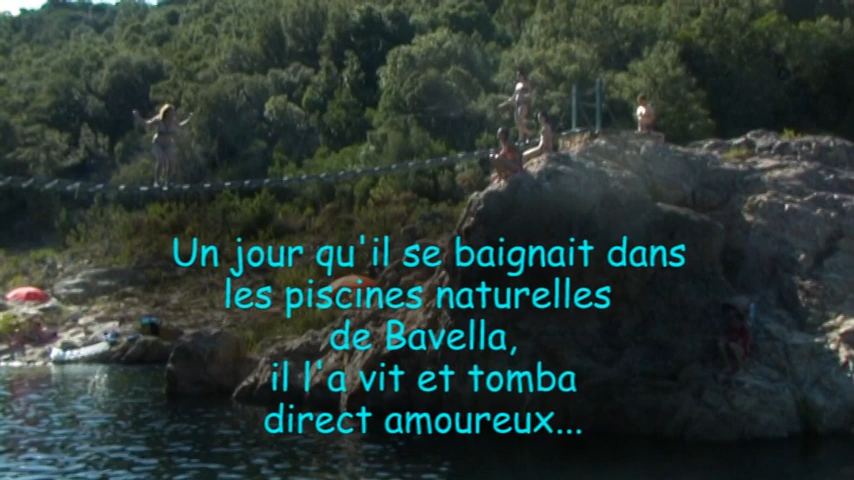 Un jour qu'il se baignait dans
les piscines naturelles
de Bavella,
il l'a vit et tomba
direct amoureux...